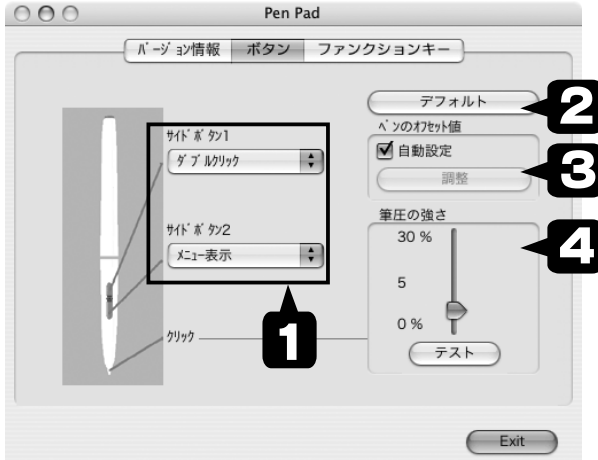 Pen Pad
バージョン情報 ボタン ファンクションキー
デフォルト
2
ペンのオフセット値
自動設定
調整
3
サイドボタン1
ダブルクリック
サイドボタン2
メニュー表示
1
クリック
筆圧の強さ
30 %
5
0 %
テスト
4
Exit